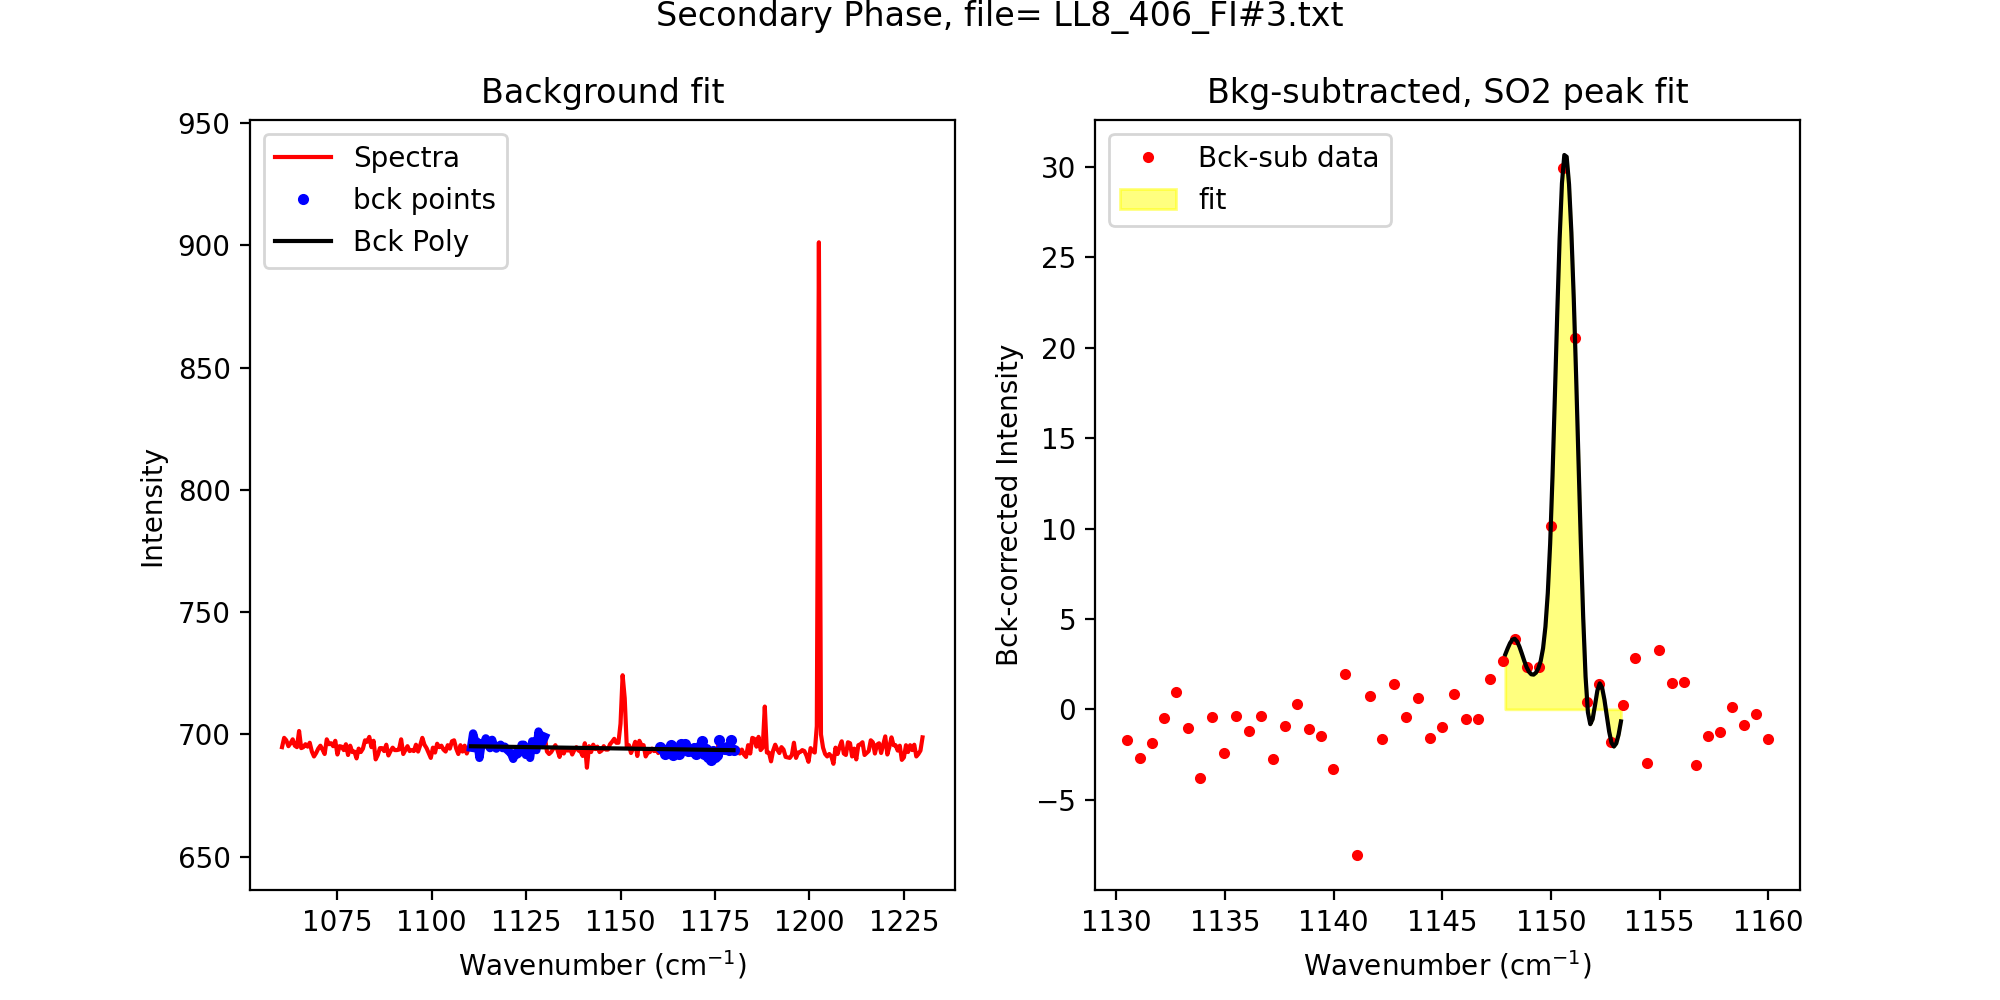 Secondary Phase, file= LL8_406_FI#3.txt
Background fit
950
900
850
800
750
700
650
Intensity
Spectra
bck points
Bck Poly
1075 1100 1125 1150 1175 1200 1225
Wavenumber (cm⁻¹)
Bkg-subtracted, SO2 peak fit
30
25
20
15
10
5
0
−5
Bck-corrected Intensity
Bck-sub data
fit
1130 1135 1140 1145 1150 1155 1160
Wavenumber (cm⁻¹)